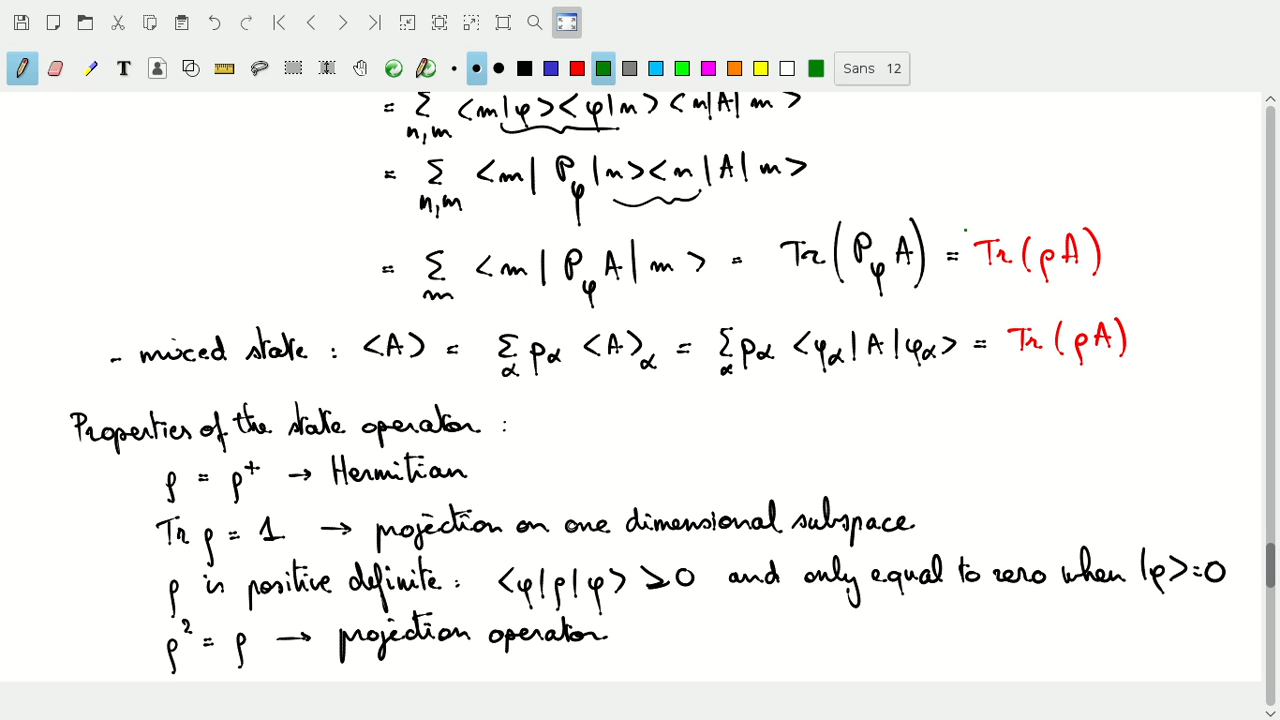 T
Sans 12
= Σ_{n,m} <m|φ><φ|n><n|A|m>
= Σ_{n,m} <m|P_φ|n><n|A|m>
= Σ_m <m|P_φ A|m> = Tr(P_φ A) = Tr(ρA)
- mixed state : <A> = Σ_α p_α <A>_α = Σ_α p_α <φ_α|A|φ_α> = Tr(ρA)
Properties of the state operator :
ρ = ρ⁺ → Hermitian
Tr ρ = 1 → projection on one dimensional subspace
ρ is positive definite : <φ|ρ|φ> ≥ 0 and only equal to zero when |φ>=0
ρ² = ρ → projection operator